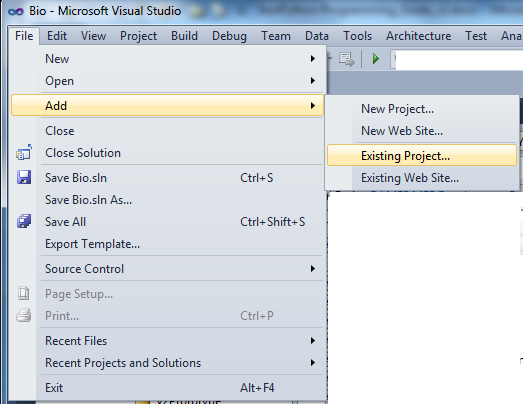 Bio - Microsoft Visual Studio
File Edit View Project Build Debug Team Data Tools Architecture Test Ana
New
Open
Add
New Project...
Close
New Web Site...
Close Solution
Existing Project...
Save Bio.sln Ctrl+S
Existing Web Site...
Save Bio.sln As...
Save All Ctrl+Shift+S
Export Template...
Source Control
Page Setup...
Print... Ctrl+P
Recent Files
Recent Projects and Solutions
Exit Alt+F4